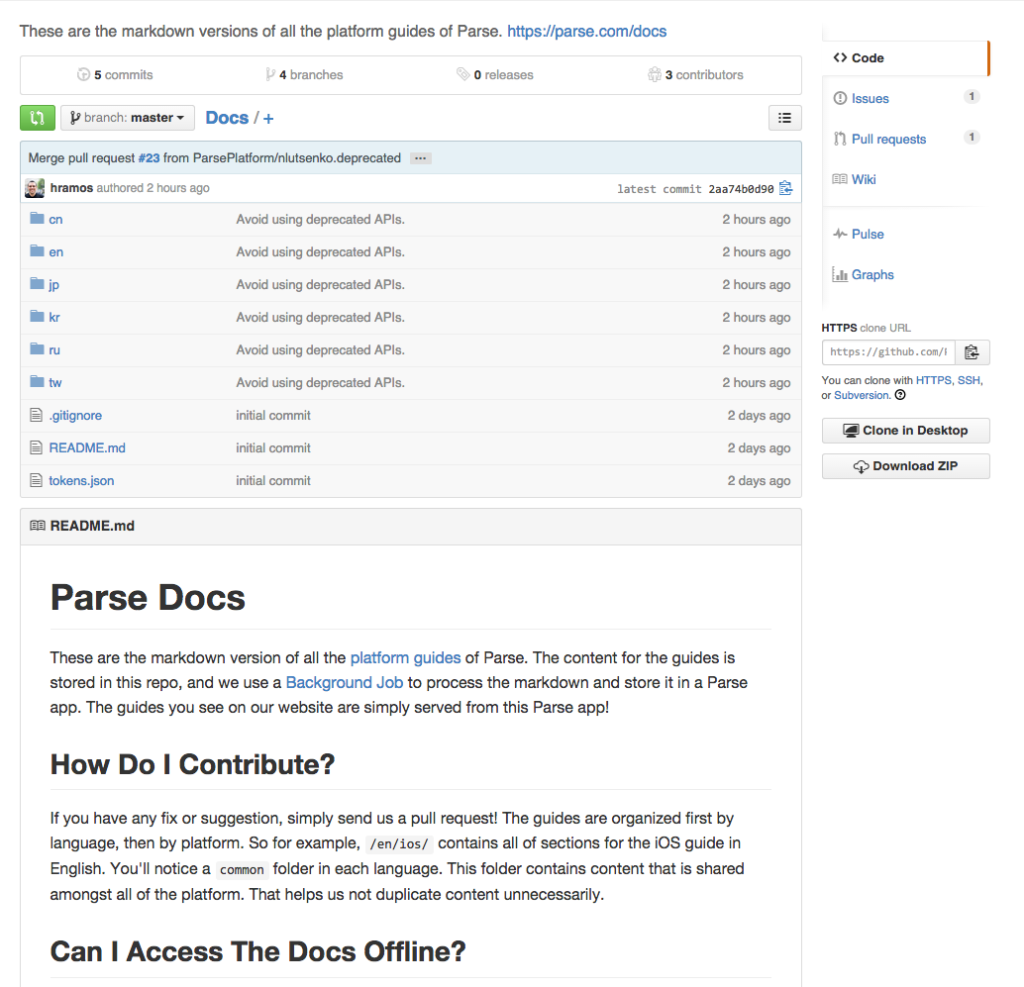 These are the markdown versions of all the platform guides of Parse. https://parse.com/docs
5 commits 4 branches 0 releases 3 contributors
branch: master Docs / +
Merge pull request #23 from ParsePlatform/nlutsenko.deprecated ...
hramos authored 2 hours ago latest commit 2aa74b0d90
cn Avoid using deprecated APIs. 2 hours ago
en Avoid using deprecated APIs. 2 hours ago
jp Avoid using deprecated APIs. 2 hours ago
kr Avoid using deprecated APIs. 2 hours ago
ru Avoid using deprecated APIs. 2 hours ago
tw Avoid using deprecated APIs. 2 hours ago
.gitignore initial commit 2 days ago
README.md initial commit 2 days ago
tokens.json initial commit 2 days ago
README.md
Parse Docs
These are the markdown version of all the platform guides of Parse. The content for the guides is
stored in this repo, and we use a Background Job to process the markdown and store it in a Parse
app. The guides you see on our website are simply served from this Parse app!
How Do I Contribute?
If you have any fix or suggestion, simply send us a pull request! The guides are organized first by
language, then by platform. So for example, /en/ios/ contains all of sections for the iOS guide in
English. You'll notice a common folder in each language. This folder contains content that is shared
amongst all of the platform. That helps us not duplicate content unnecessarily.
Can I Access The Docs Offline?
Code
Issues 1
Pull requests 1
Wiki
Pulse
Graphs
HTTPS clone URL
https://github.com/
You can clone with HTTPS, SSH,
or Subversion.
Clone in Desktop
Download ZIP